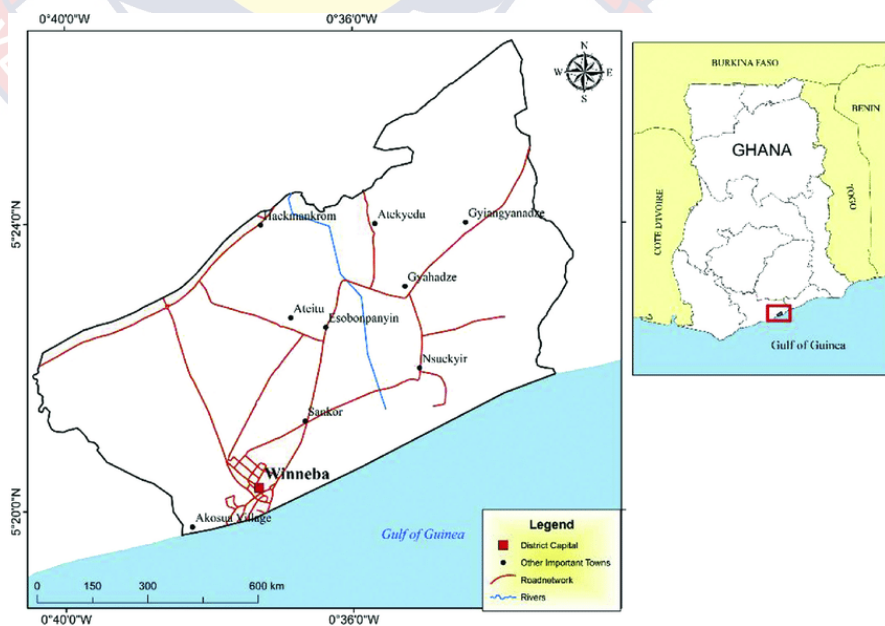 0°40'0"W
0°36'0"W
N
W
E
S
BURKINA FASO
BENIN
GHANA
TOGO
COTE D'IVOIRE
Gulf of Guinea
5°24'0"N
Hackmankrom
Atekyedu
Gyiangyanadze
Gyahadze
Ateitu
Esobonpanyin
Nsuekyir
Sankor
Winneba
5°20'0"N
Akosua Village
Gulf of Guinea
Legend
District Capital
Other Important Towns
Roadnetwork
Rivers
0 150 300 600 km
0°40'0"W
0°36'0"W